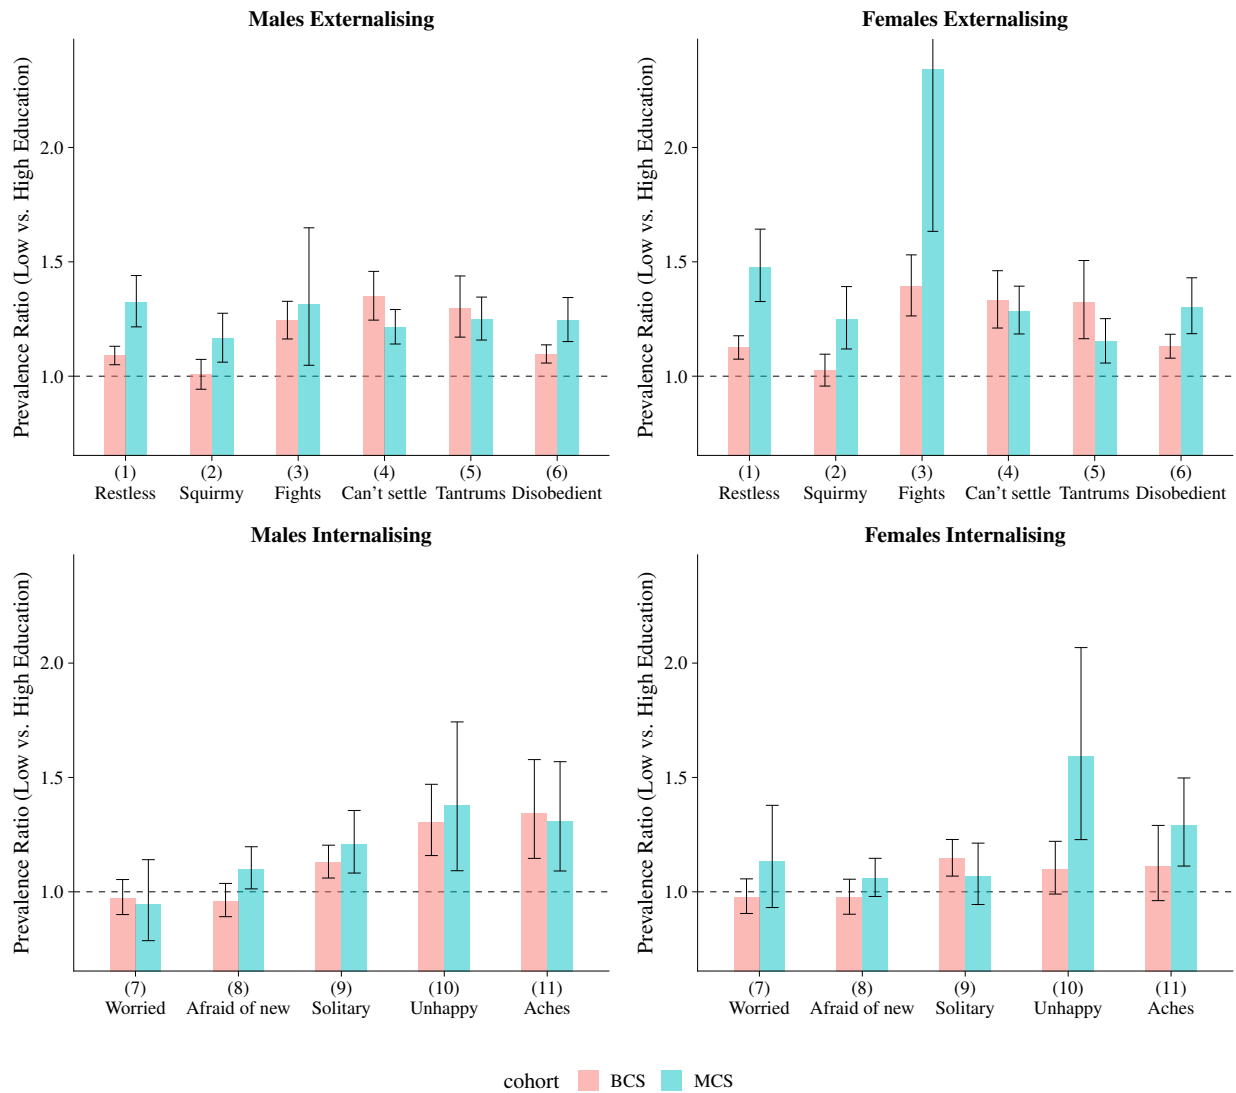 Males Externalising
Prevalence Ratio (Low vs. High Education)
2.0
1.5
1.0
(1) (2) (3) (4) (5) (6)
Restless Squirmy Fights Can't settle Tantrums Disobedient
Females Externalising
Prevalence Ratio (Low vs. High Education)
2.0
1.5
1.0
(1) (2) (3) (4) (5) (6)
Restless Squirmy Fights Can't settle Tantrums Disobedient
Males Internalising
Prevalence Ratio (Low vs. High Education)
2.0
1.5
1.0
(7) (8) (9) (10) (11)
Worried Afraid of new Solitary Unhappy Aches
Females Internalising
Prevalence Ratio (Low vs. High Education)
2.0
1.5
1.0
(7) (8) (9) (10) (11)
Worried Afraid of new Solitary Unhappy Aches
cohort BCS MCS